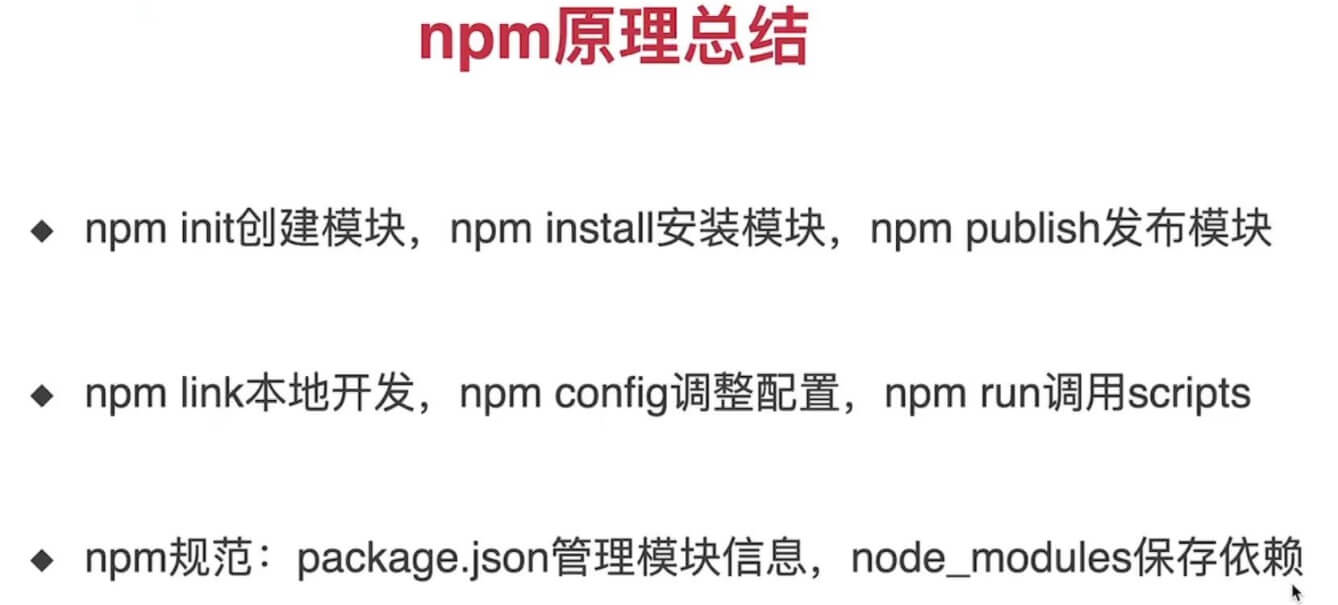 npm原理总结
◆ npm init创建模块，npm install安装模块，npm publish发布模块
◆ npm link本地开发，npm config调整配置，npm run调用scripts
◆ npm规范：package.json管理模块信息，node_modules保存依赖